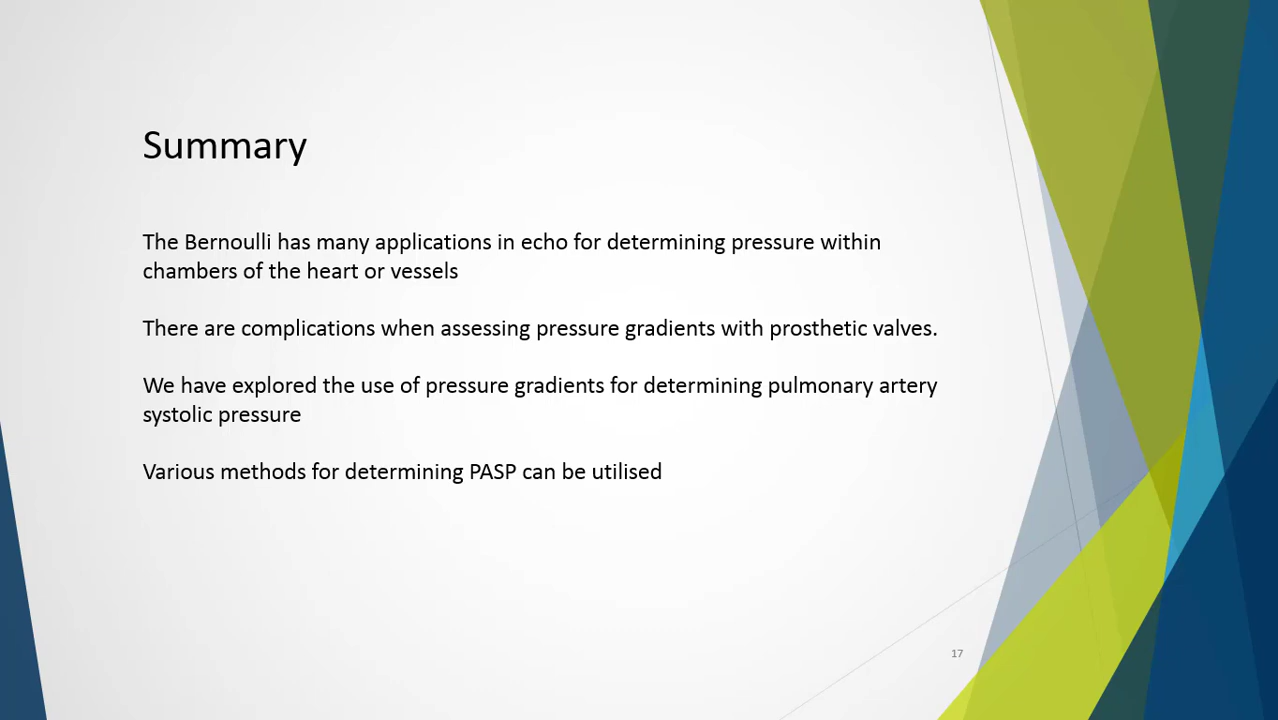 Summary
The Bernoulli has many applications in echo for determining pressure within
chambers of the heart or vessels
There are complications when assessing pressure gradients with prosthetic valves.
We have explored the use of pressure gradients for determining pulmonary artery
systolic pressure
Various methods for determining PASP can be utilised
17